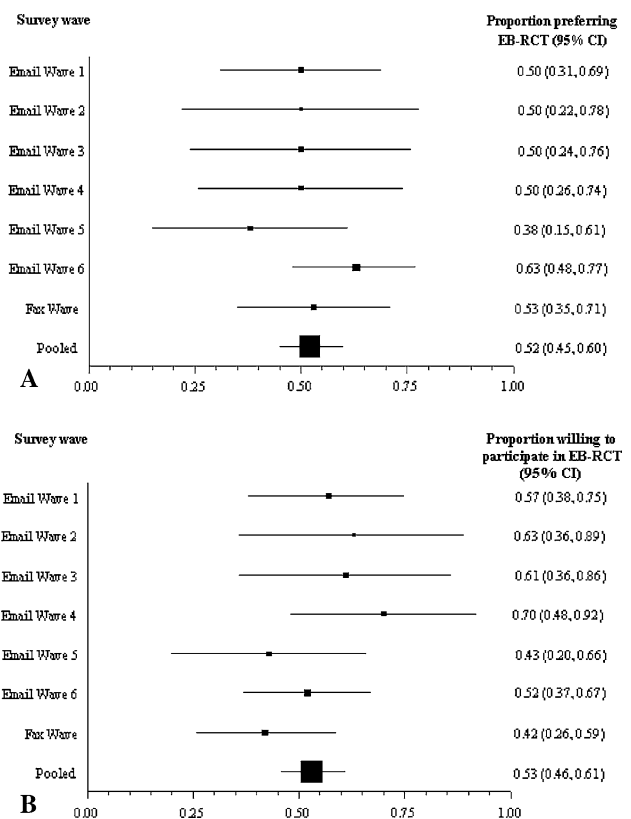 Survey wave
Proportion preferring
EB-RCT (95% CI)
Email Wave 1 0.50 (0.31, 0.69)
Email Wave 2 0.50 (0.22, 0.78)
Email Wave 3 0.50 (0.24, 0.76)
Email Wave 4 0.50 (0.26, 0.74)
Email Wave 5 0.38 (0.15, 0.61)
Email Wave 6 0.63 (0.48, 0.77)
Fax Wave 0.53 (0.35, 0.71)
Pooled 0.52 (0.45, 0.60)
A
0.00 0.25 0.50 0.75 1.00
Survey wave
Proportion willing to
participate in EB-RCT
(95% CI)
Email Wave 1 0.57 (0.38, 0.75)
Email Wave 2 0.63 (0.36, 0.89)
Email Wave 3 0.61 (0.36, 0.86)
Email Wave 4 0.70 (0.48, 0.92)
Email Wave 5 0.43 (0.20, 0.66)
Email Wave 6 0.52 (0.37, 0.67)
Fax Wave 0.42 (0.26, 0.59)
Pooled 0.53 (0.46, 0.61)
B
0.00 0.25 0.50 0.75 1.00